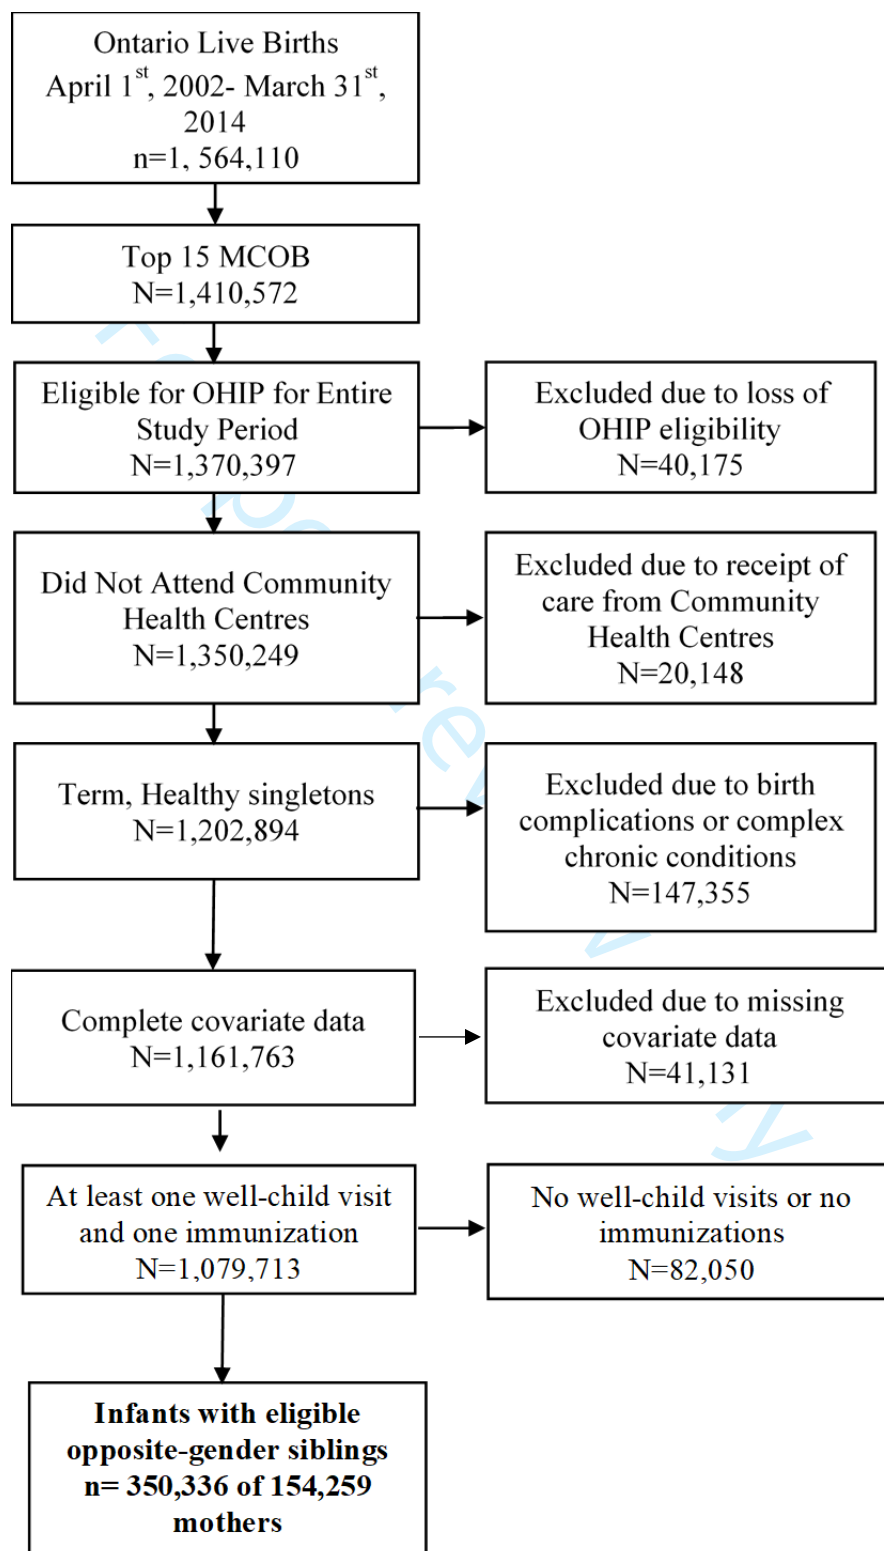 Ontario Live Births
April 1st, 2002- March 31st,
2014
n=1, 564,110
Top 15 MCOB
N=1,410,572
Eligible for OHIP for Entire
Study Period
N=1,370,397
Excluded due to loss of
OHIP eligibility
N=40,175
Did Not Attend Community
Health Centres
N=1,350,249
Excluded due to receipt of
care from Community
Health Centres
N=20,148
Term, Healthy singletons
N=1,202,894
Excluded due to birth
complications or complex
chronic conditions
N=147,355
Complete covariate data
N=1,161,763
Excluded due to missing
covariate data
N=41,131
At least one well-child visit
and one immunization
N=1,079,713
No well-child visits or no
immunizations
N=82,050
Infants with eligible
opposite-gender siblings
n= 350,336 of 154,259
mothers